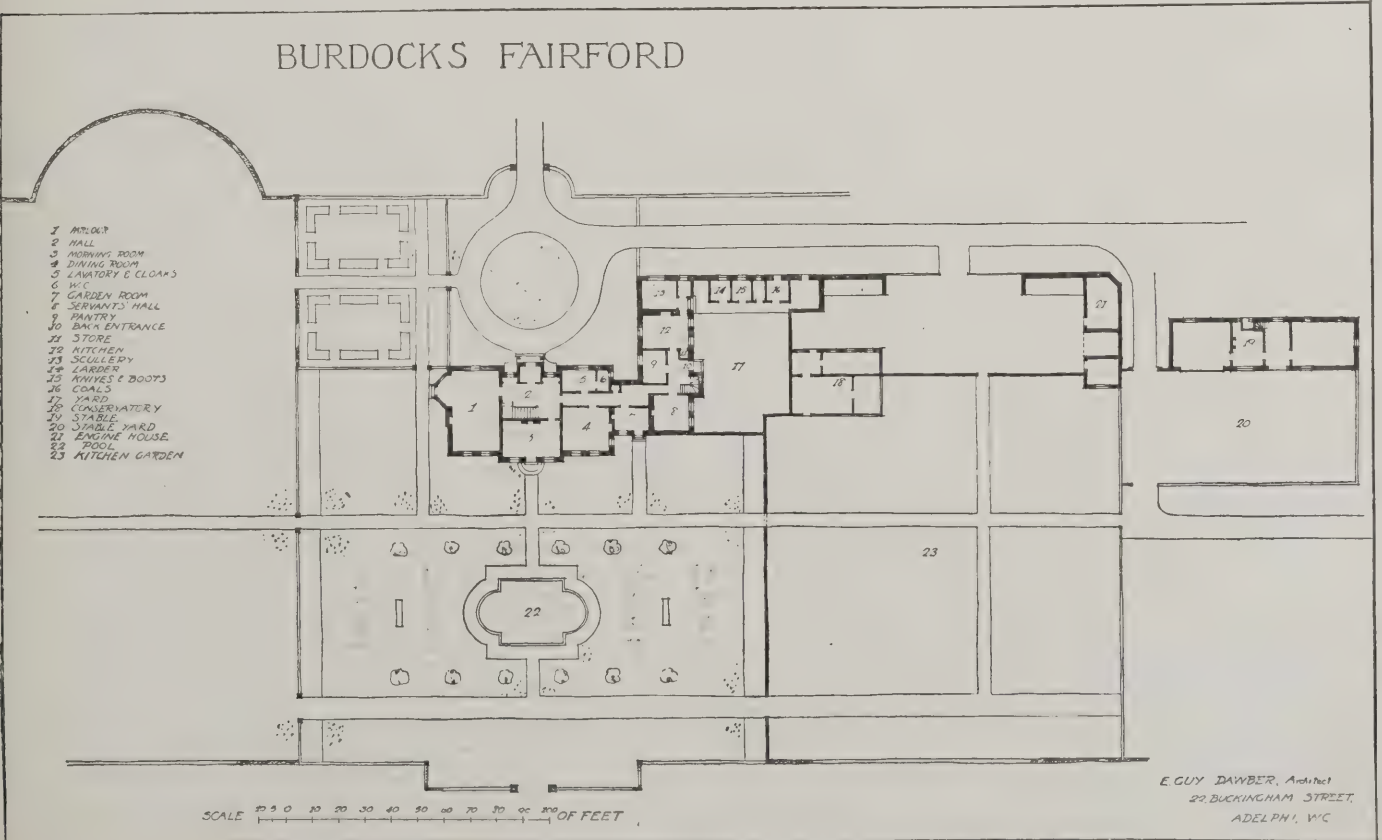 BURDOCKS FAIRFORD
1 PARLOUR
2 HALL
3 MORNING ROOM
4 DINING ROOM
5 LAVATORY & CLOAKS
6 W.C
7 GARDEN ROOM
8 SERVANTS' HALL
9 PANTRY
10 BACK ENTRANCE
11 STORE
12 KITCHEN
13 SCULLERY
14 LARDER
15 KNIVES & BOOTS
16 COALS
17 YARD
18 CONSERVATORY
19 STABLE
20 STABLE YARD
21 ENGINE HOUSE
22 POOL
23 KITCHEN GARDEN
13 14 15 16
21
12
19
9 10
17
5 6
18
1 2
8
4 7
3
20
23
22
SCALE 10 5 0 10 20 30 40 50 60 70 80 90 100 OF FEET
E. GUY DAWBER, Architect
22, BUCKINGHAM STREET,
ADELPHI, WC